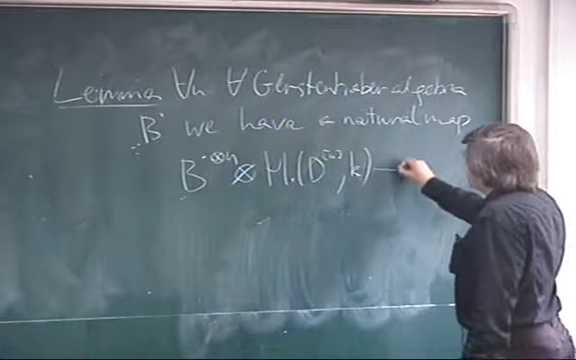 Lemma ∀n ∀ Gerstenhaber algebra
B˙ we have a natural map
B˙^{⊗n} ⊗ H.(D^{[n]}, k) —